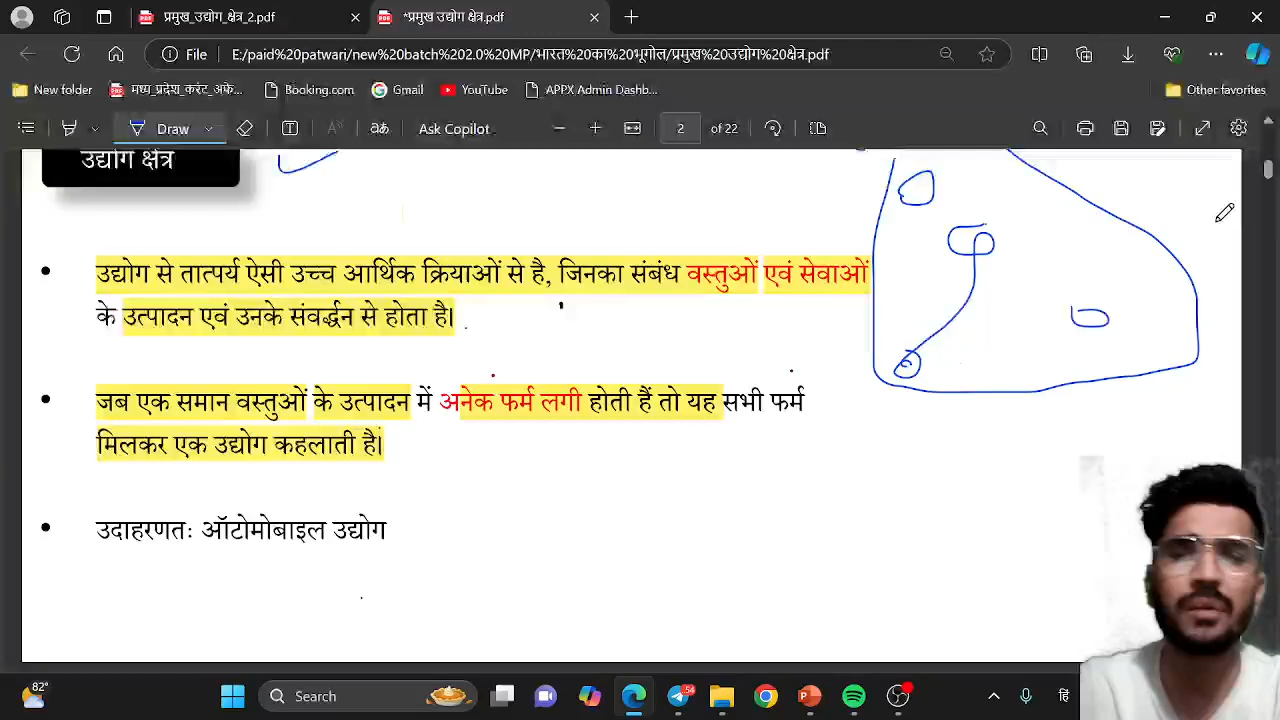 प्रमुख_उद्योग_क्षेत्र_2.pdf
*प्रमुख उद्योग क्षेत्र.pdf
File
E:/paid%20patwari/new%20batch%202.0%20MP/भारत%20का%20भूगोल/प्रमुख%20उद्योग%20क्षेत्र.pdf
New folder
मध्य_प्रदेश_करंट_अफे...
Booking.com
Gmail
YouTube
APPX Admin Dashb...
Other favorites
Draw
Ask Copilot
2 of 22
उद्योग क्षेत्र
• उद्योग से तात्पर्य ऐसी उच्च आर्थिक क्रियाओं से है, जिनका संबंध वस्तुओं एवं सेवाओं
के उत्पादन एवं उनके संवर्द्धन से होता है।
• जब एक समान वस्तुओं के उत्पादन में अनेक फर्म लगी होती हैं तो यह सभी फर्म
मिलकर एक उद्योग कहलाती है।
• उदाहरणतः ऑटोमोबाइल उद्योग
82°
Search
54
हिं